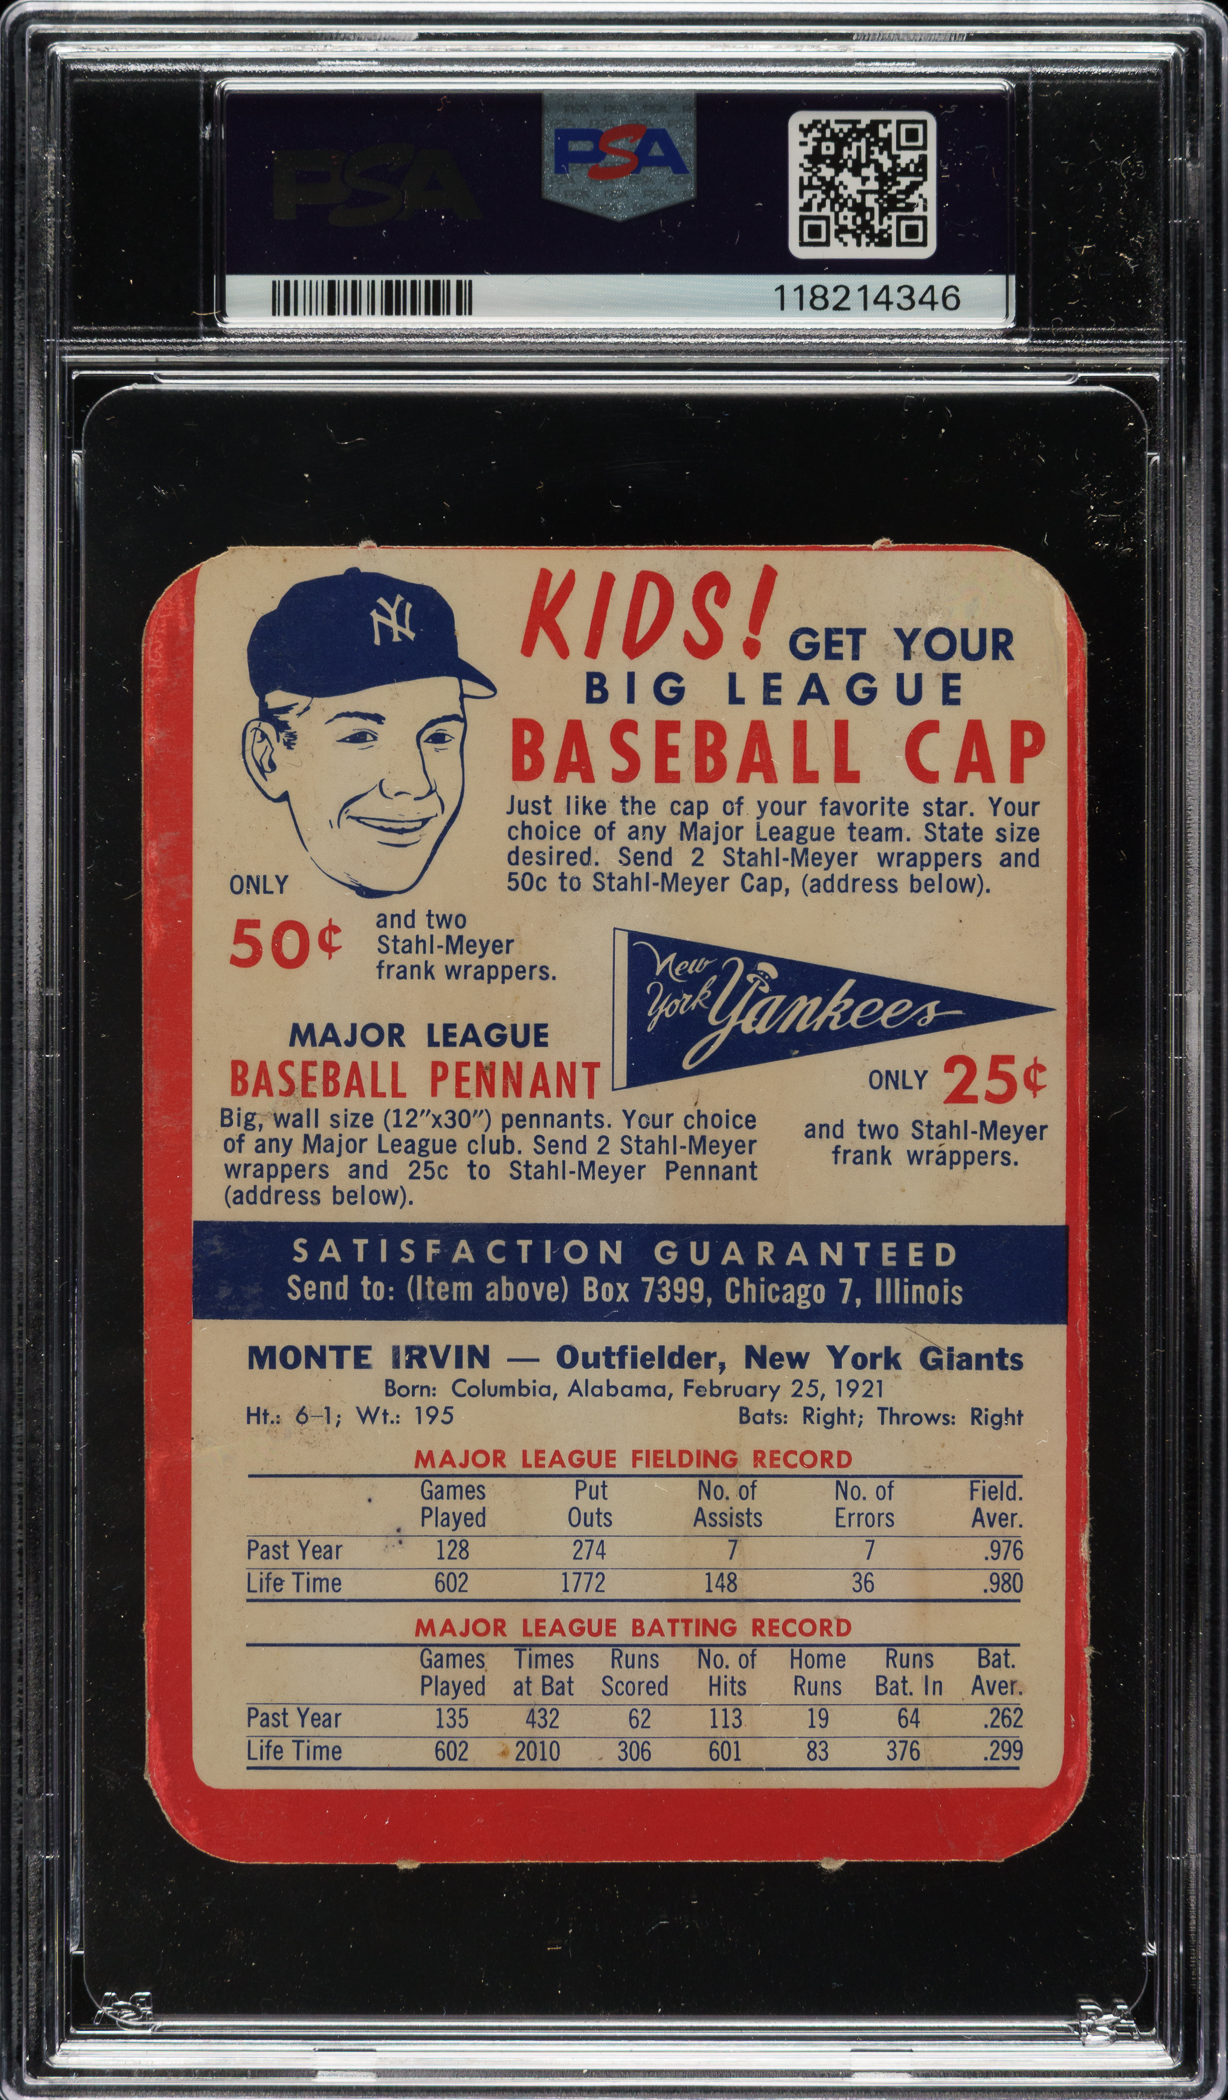 PSA
PSA
118214346
NY
KIDS! GET YOUR
BIG LEAGUE
BASEBALL CAP
Just like the cap of your favorite star. Your
choice of any Major League team. State size
desired. Send 2 Stahl-Meyer wrappers and
50c to Stahl-Meyer Cap, (address below).
ONLY
50¢
and two
Stahl-Meyer
frank wrappers.
New York Yankees
MAJOR LEAGUE
BASEBALL PENNANT
Big, wall size (12"x30") pennants. Your choice
of any Major League club. Send 2 Stahl-Meyer
wrappers and 25c to Stahl-Meyer Pennant
(address below).
ONLY 25¢
and two Stahl-Meyer
frank wrappers.
SATISFACTION GUARANTEED
Send to: (Item above) Box 7399, Chicago 7, Illinois
MONTE IRVIN — Outfielder, New York Giants
Born: Columbia, Alabama, February 25, 1921
Ht.: 6-1; Wt.: 195 Bats: Right; Throws: Right
MAJOR LEAGUE FIELDING RECORD
Games Put No. of No. of Field.
Played Outs Assists Errors Aver.
Past Year 128 274 7 7 .976
Life Time 602 1772 148 36 .980
MAJOR LEAGUE BATTING RECORD
Games Times Runs No. of Home Runs Bat.
Played at Bat Scored Hits Runs Bat. In Aver.
Past Year 135 432 62 113 19 64 .262
Life Time 602 2010 306 601 83 376 .299